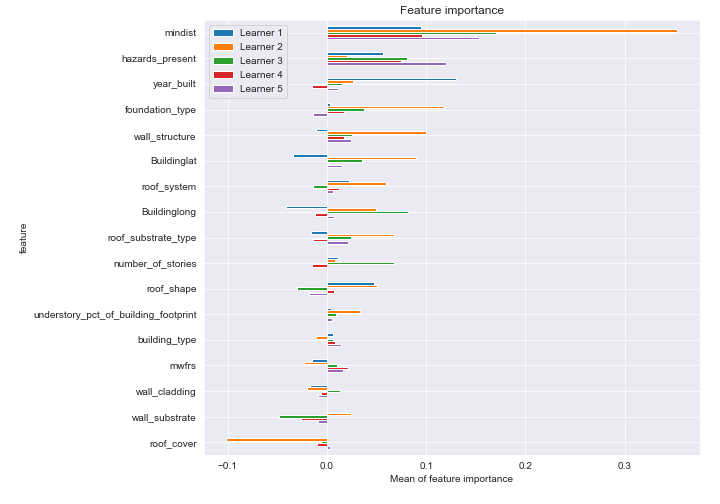 Feature importance
Learner 1
Learner 2
Learner 3
Learner 4
Learner 5
mindist
hazards_present
year_built
foundation_type
wall_structure
Buildinglat
roof_system
Buildinglong
roof_substrate_type
number_of_stories
roof_shape
understory_pct_of_building_footprint
building_type
mwfrs
wall_cladding
wall_substrate
roof_cover
feature
−0.1 0.0 0.1 0.2 0.3
Mean of feature importance